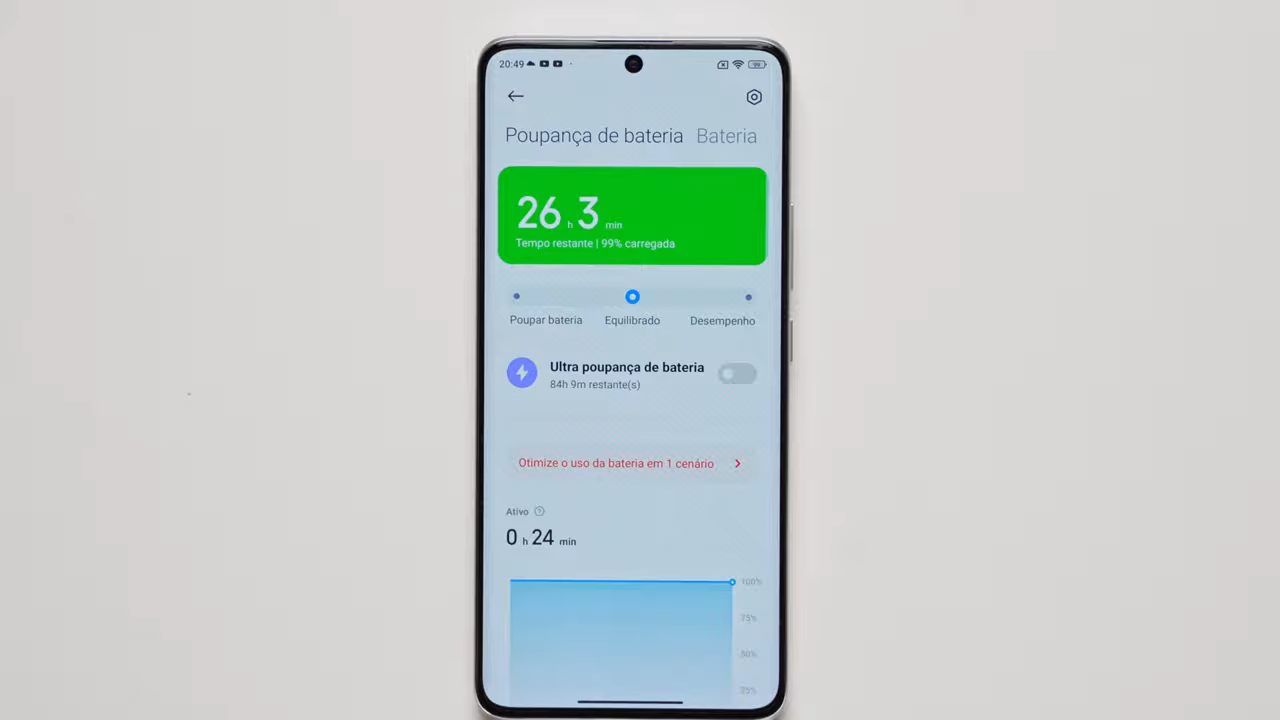 20:49 99
Poupança de bateria Bateria
26 h 3 min
Tempo restante | 99% carregada
Poupar bateria Equilibrado Desempenho
Ultra poupança de bateria
84h 9m restante(s)
Otimize o uso da bateria em 1 cenário
Ativo ?
0 h 24 min
100%
75%
50%
25%